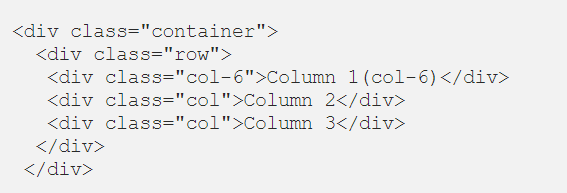 <div class="container">
  <div class="row">
   <div class="col-6">Column 1(col-6)</div>
   <div class="col">Column 2</div>
   <div class="col">Column 3</div>
  </div>
 </div>